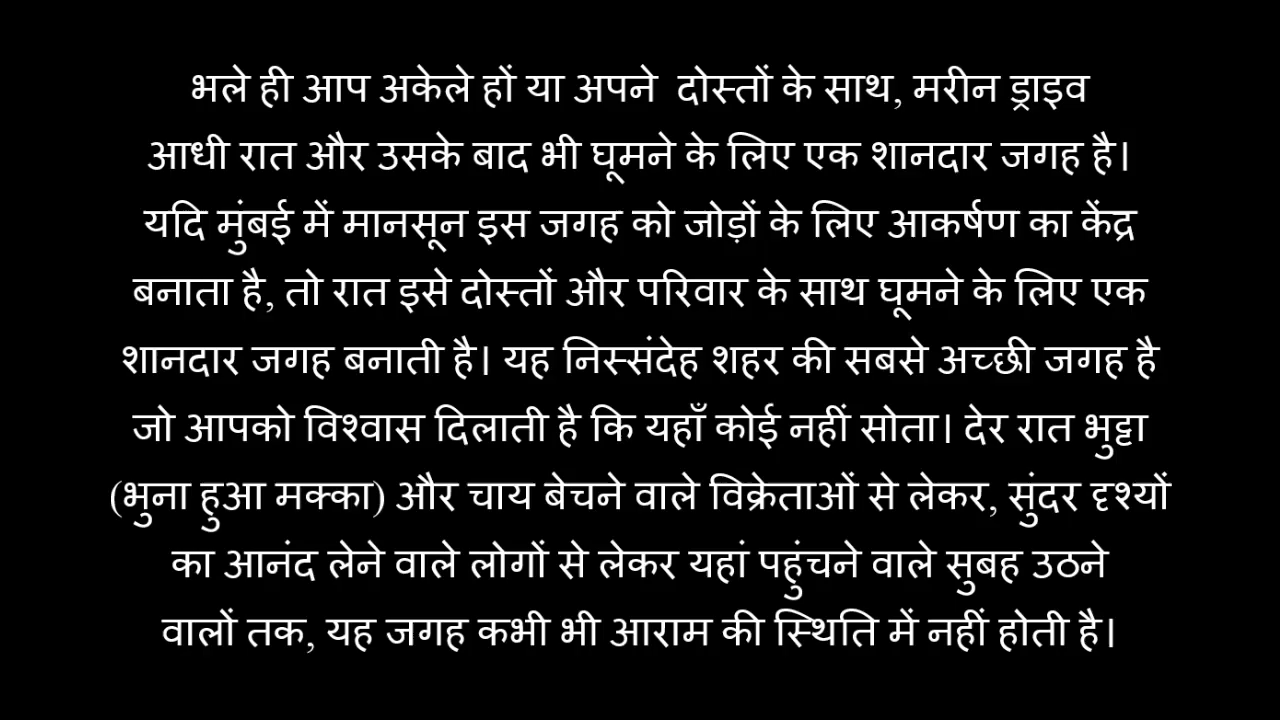 भले ही आप अकेले हों या अपने  दोस्तों के साथ, मरीन ड्राइव
आधी रात और उसके बाद भी घूमने के लिए एक शानदार जगह है।
यदि मुंबई में मानसून इस जगह को जोड़ों के लिए आकर्षण का केंद्र
बनाता है, तो रात इसे दोस्तों और परिवार के साथ घूमने के लिए एक
शानदार जगह बनाती है। यह निस्संदेह शहर की सबसे अच्छी जगह है
जो आपको विश्वास दिलाती है कि यहाँ कोई नहीं सोता। देर रात भुट्टा
(भुना हुआ मक्का) और चाय बेचने वाले विक्रेताओं से लेकर, सुंदर दृश्यों
का आनंद लेने वाले लोगों से लेकर यहां पहुंचने वाले सुबह उठने
वालों तक, यह जगह कभी भी आराम की स्थिति में नहीं होती है।